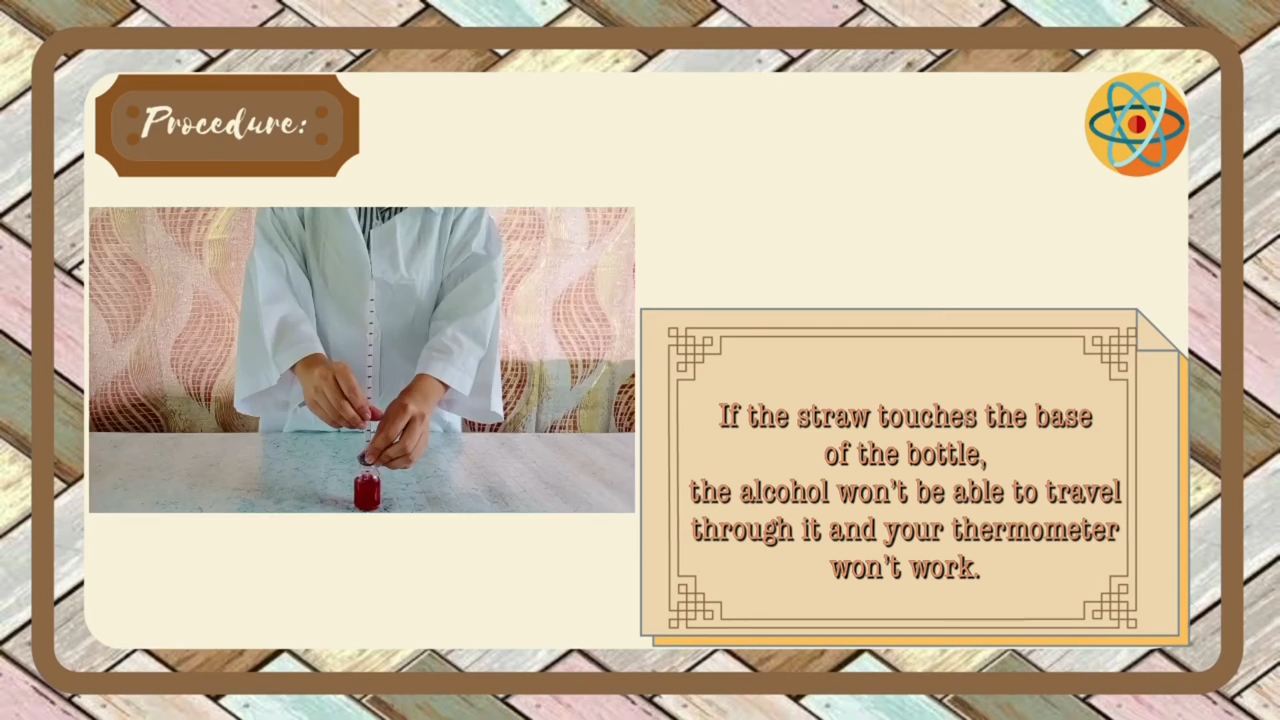 Procedure:
If the straw touches the base
of the bottle,
the alcohol won't be able to travel
through it and your thermometer
won't work.